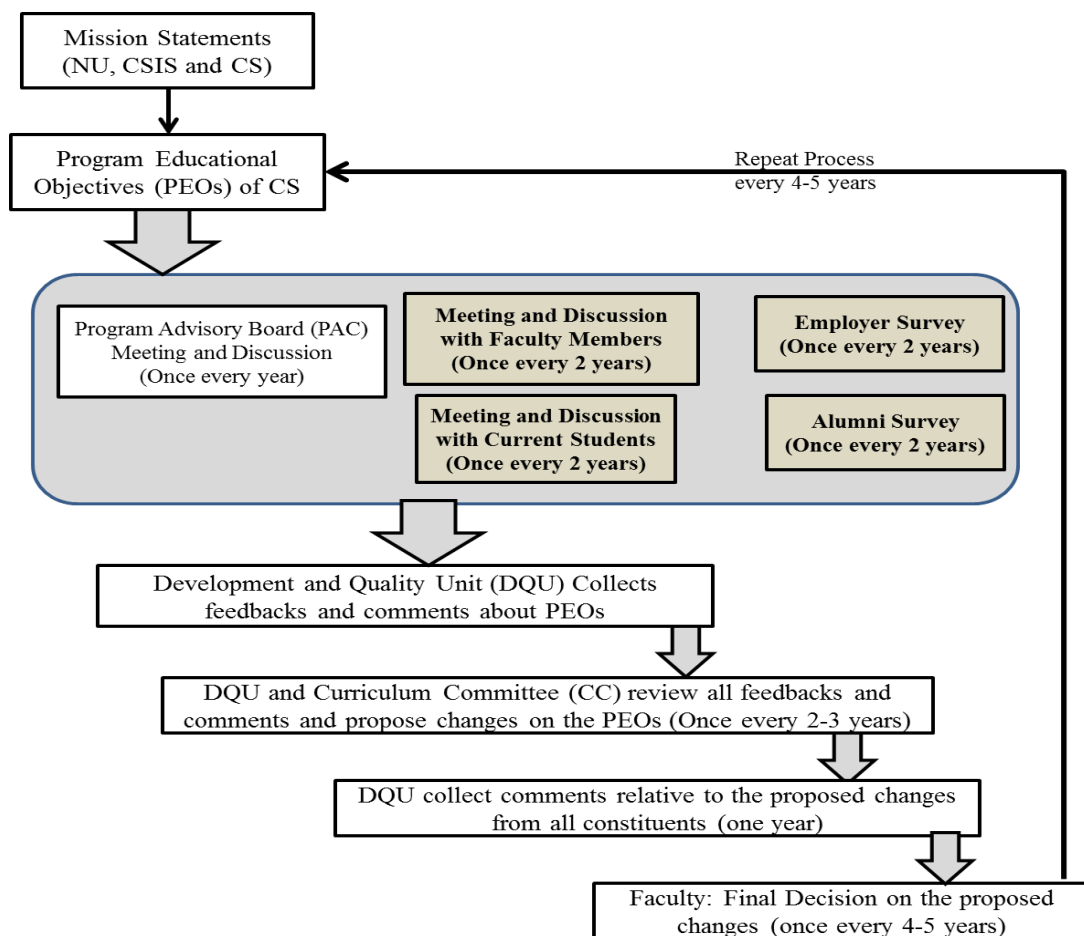 Mission Statements
(NU, CSIS and CS)
Program Educational
Objectives (PEOs) of CS
Repeat Process
every 4-5 years
Program Advisory Board (PAC)
Meeting and Discussion
(Once every year)
Meeting and Discussion
with Faculty Members
(Once every 2 years)
Employer Survey
(Once every 2 years)
Meeting and Discussion
with Current Students
(Once every 2 years)
Alumni Survey
(Once every 2 years)
Development and Quality Unit (DQU) Collects
feedbacks and comments about PEOs
DQU and Curriculum Committee (CC) review all feedbacks and
comments and propose changes on the PEOs (Once every 2-3 years)
DQU collect comments relative to the proposed changes
from all constituents (one year)
Faculty: Final Decision on the proposed
changes (once every 4-5 years)